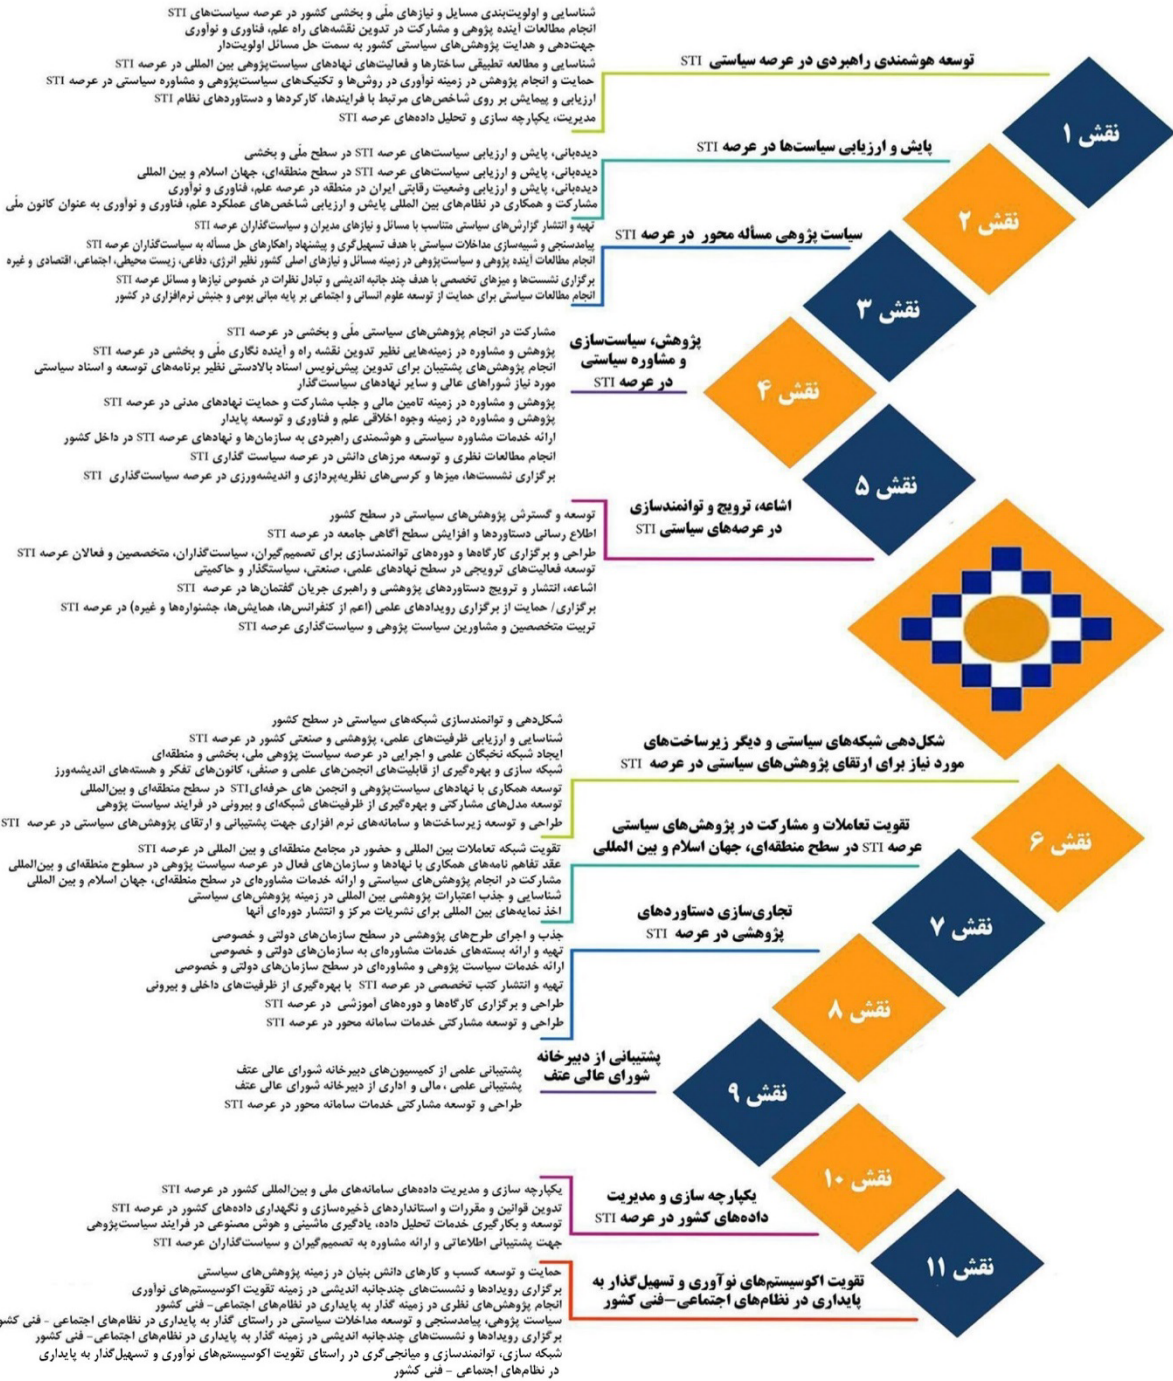 نقش ۱
توسعه هوشمندی راهبردی در عرصه سیاستی STI
شناسایی و اولویت‌بندی مسایل و نیازهای ملّی و بخشی کشور در عرصه سیاست‌های STI
انجام مطالعات آینده پژوهی و مشارکت در تدوین نقشه‌های راه علم، فناوری و نوآوری
جهت‌دهی و هدایت پژوهش‌های سیاستی کشور به سمت حل مسائل اولویت‌دار
شناسایی و مطالعه تطبیقی ساختارها و فعالیت‌های نهادهای سیاست‌پژوهی بین المللی در عرصه STI
حمایت و انجام پژوهش در زمینه نوآوری در روش‌ها و تکنیک‌های سیاست‌پژوهی و مشاوره سیاستی در عرصه STI
ارزیابی و پیمایش بر روی شاخص‌های مرتبط با فرایندها، کارکردها و دستاوردهای نظام STI
مدیریت، یکپارچه سازی و تحلیل داده‌های عرصه STI
نقش ۲
پایش و ارزیابی سیاست‌ها در عرصه STI
دیده‌بانی، پایش و ارزیابی سیاست‌های عرصه STI در سطح ملّی و بخشی
دیده‌بانی، پایش و ارزیابی سیاست‌های عرصه STI در سطح منطقه‌ای، جهان اسلام و بین المللی
دیده‌بانی، پایش و ارزیابی وضعیت رقابتی ایران در منطقه در عرصه علم، فناوری و نوآوری
مشارکت و همکاری در نظام‌های بین المللی پایش و ارزیابی شاخص‌های عملکرد علم، فناوری و نوآوری به عنوان کانون ملّی
نقش ۳
سیاست پژوهی مسأله محور در عرصه STI
تهیه و انتشار گزارش‌های سیاستی متناسب با مسائل و نیازهای مدیران و سیاست‌گذاران عرصه STI
پیامدسنجی و شبیه‌سازی مداخلات سیاستی با هدف تسهیل‌گری و پیشنهاد راهکارهای حل مسأله به سیاست‌گذاران عرصه STI
انجام مطالعات آینده پژوهی و سیاست‌پژوهی در زمینه مسائل و نیازهای اصلی کشور نظیر انرژی، دفاعی، زیست محیطی، اجتماعی، اقتصادی و غیره
برگزاری نشست‌ها و میزهای تخصصی با هدف چند جانبه اندیشی و تبادل نظرات در خصوص نیازها و مسائل عرصه STI
انجام مطالعات سیاستی برای حمایت از توسعه علوم انسانی و اجتماعی بر پایه مبانی بومی و جنبش نرم‌افزاری در کشور
نقش ۴
پژوهش، سیاست‌سازی
و مشاوره سیاستی
در عرصه STI
مشارکت در انجام پژوهش‌های سیاستی ملّی و بخشی در عرصه STI
پژوهش و مشاوره در زمینه‌هایی نظیر تدوین نقشه راه و آینده نگاری ملّی و بخشی در عرصه STI
انجام پژوهش‌های پشتیبان برای تدوین پیش‌نویس اسناد بالادستی نظیر برنامه‌های توسعه و اسناد سیاستی
مورد نیاز شوراهای عالی و سایر نهادهای سیاست‌گذار
پژوهش و مشاوره در زمینه تامین مالی و جلب مشارکت و حمایت نهادهای مدنی در عرصه STI
پژوهش و مشاوره در زمینه وجوه اخلاقی علم و فناوری و توسعه پایدار
ارائه خدمات مشاوره سیاستی و هوشمندی راهبردی به سازمان‌ها و نهادهای عرصه STI در داخل کشور
انجام مطالعات نظری و توسعه مرزهای دانش در عرصه سیاست گذاری STI
برگزاری نشست‌ها، میزها و کرسی‌های نظریه‌پردازی و اندیشه‌ورزی در عرصه سیاست‌گذاری STI
نقش ۵
اشاعه، ترویج و توانمندسازی
در عرصه‌های سیاستی STI
توسعه و گسترش پژوهش‌های سیاستی در سطح کشور
اطلاع رسانی دستاوردها و افزایش سطح آگاهی جامعه در عرصه STI
طراحی و برگزاری کارگاه‌ها و دوره‌های توانمندسازی برای تصمیم‌گیران، سیاست‌گذاران، متخصصین و فعالان عرصه STI
توسعه فعالیت‌های ترویجی در سطح نهادهای علمی، صنعتی، سیاستگذار و حاکمیتی
اشاعه، انتشار و ترویج دستاوردهای پژوهشی و راهبری جریان گفتمان‌ها در عرصه STI
برگزاری/ حمایت از برگزاری رویدادهای علمی (اعم از کنفرانس‌ها، همایش‌ها، جشنواره‌ها و غیره) در عرصه STI
تربیت متخصصین و مشاورین سیاست پژوهی و سیاست‌گذاری عرصه STI
نقش ۶
شکل‌دهی شبکه‌های سیاستی و دیگر زیرساخت‌های
مورد نیاز برای ارتقای پژوهش‌های سیاستی در عرصه STI
شکل‌دهی و توانمندسازی شبکه‌های سیاستی در سطح کشور
شناسایی و ارزیابی ظرفیت‌های علمی، پژوهشی و صنعتی کشور در عرصه STI
ایجاد شبکه نخبگان علمی و اجرایی در عرصه سیاست پژوهی ملی، بخشی و منطقه‌ای
شبکه سازی و بهره‌گیری از قابلیت‌های انجمن‌های علمی و صنفی، کانون‌های تفکر و هسته‌های اندیشه‌ورز
توسعه همکاری با نهادهای سیاست‌پژوهی و انجمن های حرفه‌ای STI در سطح منطقه‌ای و بین‌المللی
توسعه مدل‌های مشارکتی و بهره‌گیری از ظرفیت‌های شبکه‌ای و بیرونی در فرایند سیاست پژوهی
طراحی و توسعه زیرساخت‌ها و سامانه‌های نرم افزاری جهت پشتیبانی و ارتقای پژوهش‌های سیاستی در عرصه STI
نقش ۷
تقویت تعاملات و مشارکت در پژوهش‌های سیاستی
عرصه STI در سطح منطقه‌ای، جهان اسلام و بین المللی
تقویت شبکه تعاملات بین المللی و حضور در مجامع منطقه‌ای و بین المللی در عرصه STI
عقد تفاهم نامه‌های همکاری با نهادها و سازمان‌های فعال در عرصه سیاست پژوهی در سطوح منطقه‌ای و بین‌المللی
مشارکت در انجام پژوهش‌های سیاستی و ارائه خدمات مشاوره‌ای در سطح منطقه‌ای، جهان اسلام و بین المللی
شناسایی و جذب اعتبارات پژوهشی بین المللی در زمینه پژوهش‌های سیاستی
اخذ نمایه‌های بین المللی برای نشریات مرکز و انتشار دوره‌ای آنها
نقش ۸
تجاری‌سازی دستاوردهای
پژوهشی در عرصه STI
جذب و اجرای طرح‌های پژوهشی در سطح سازمان‌های دولتی و خصوصی
تهیه و ارائه بسته‌های خدمات مشاوره‌ای به سازمان‌های دولتی و خصوصی
ارائه خدمات سیاست پژوهی و مشاوره‌ای در سطح سازمان‌های دولتی و خصوصی
تهیه و انتشار کتب تخصصی در عرصه STI با بهره‌گیری از ظرفیت‌های داخلی و بیرونی
طراحی و برگزاری کارگاه‌ها و دوره‌های آموزشی در عرصه STI
طراحی و توسعه مشارکتی خدمات سامانه محور در عرصه STI
نقش ۹
پشتیبانی از دبیرخانه
شورای عالی عتف
پشتیبانی علمی از کمیسیون‌های دبیرخانه شورای عالی عتف
پشتیبانی علمی ، مالی و اداری از دبیرخانه شورای عالی عتف
طراحی و توسعه مشارکتی خدمات سامانه محور در عرصه STI
نقش ۱۰
یکپارچه سازی و مدیریت
داده‌های کشور در عرصه STI
یکپارچه سازی و مدیریت داده‌های سامانه‌های ملی و بین‌المللی کشور در عرصه STI
تدوین قوانین و مقررات و استانداردهای ذخیره‌سازی و نگهداری داده‌های کشور در عرصه STI
توسعه و بکارگیری خدمات تحلیل داده، یادگیری ماشینی و هوش مصنوعی در فرایند سیاست‌پژوهی
جهت پشتیبانی اطلاعاتی و ارائه مشاوره به تصمیم‌گیران و سیاست‌گذاران عرصه STI
نقش ۱۱
تقویت اکوسیستم‌های نوآوری و تسهیل‌گذار به
پایداری در نظام‌های اجتماعی–فنی کشور
حمایت و توسعه کسب و کارهای دانش بنیان در زمینه پژوهش‌های سیاستی
برگزاری رویدادها و نشست‌های چندجانبه اندیشی در زمینه تقویت اکوسیستم‌های نوآوری
انجام پژوهش‌های نظری در زمینه گذار به پایداری در نظام‌های اجتماعی– فنی کشور
سیاست پژوهی، پیامدسنجی و توسعه مداخلات سیاستی در راستای گذار به پایداری در نظام‌های اجتماعی - فنی کشور
برگزاری رویدادها و نشست‌های چندجانبه اندیشی در زمینه گذار به پایداری در نظام‌های اجتماعی– فنی کشور
شبکه سازی، توانمندسازی و میانجی‌گری در راستای تقویت اکوسیستم‌های نوآوری و تسهیل‌گذار به پایداری
در نظام‌های اجتماعی – فنی کشور